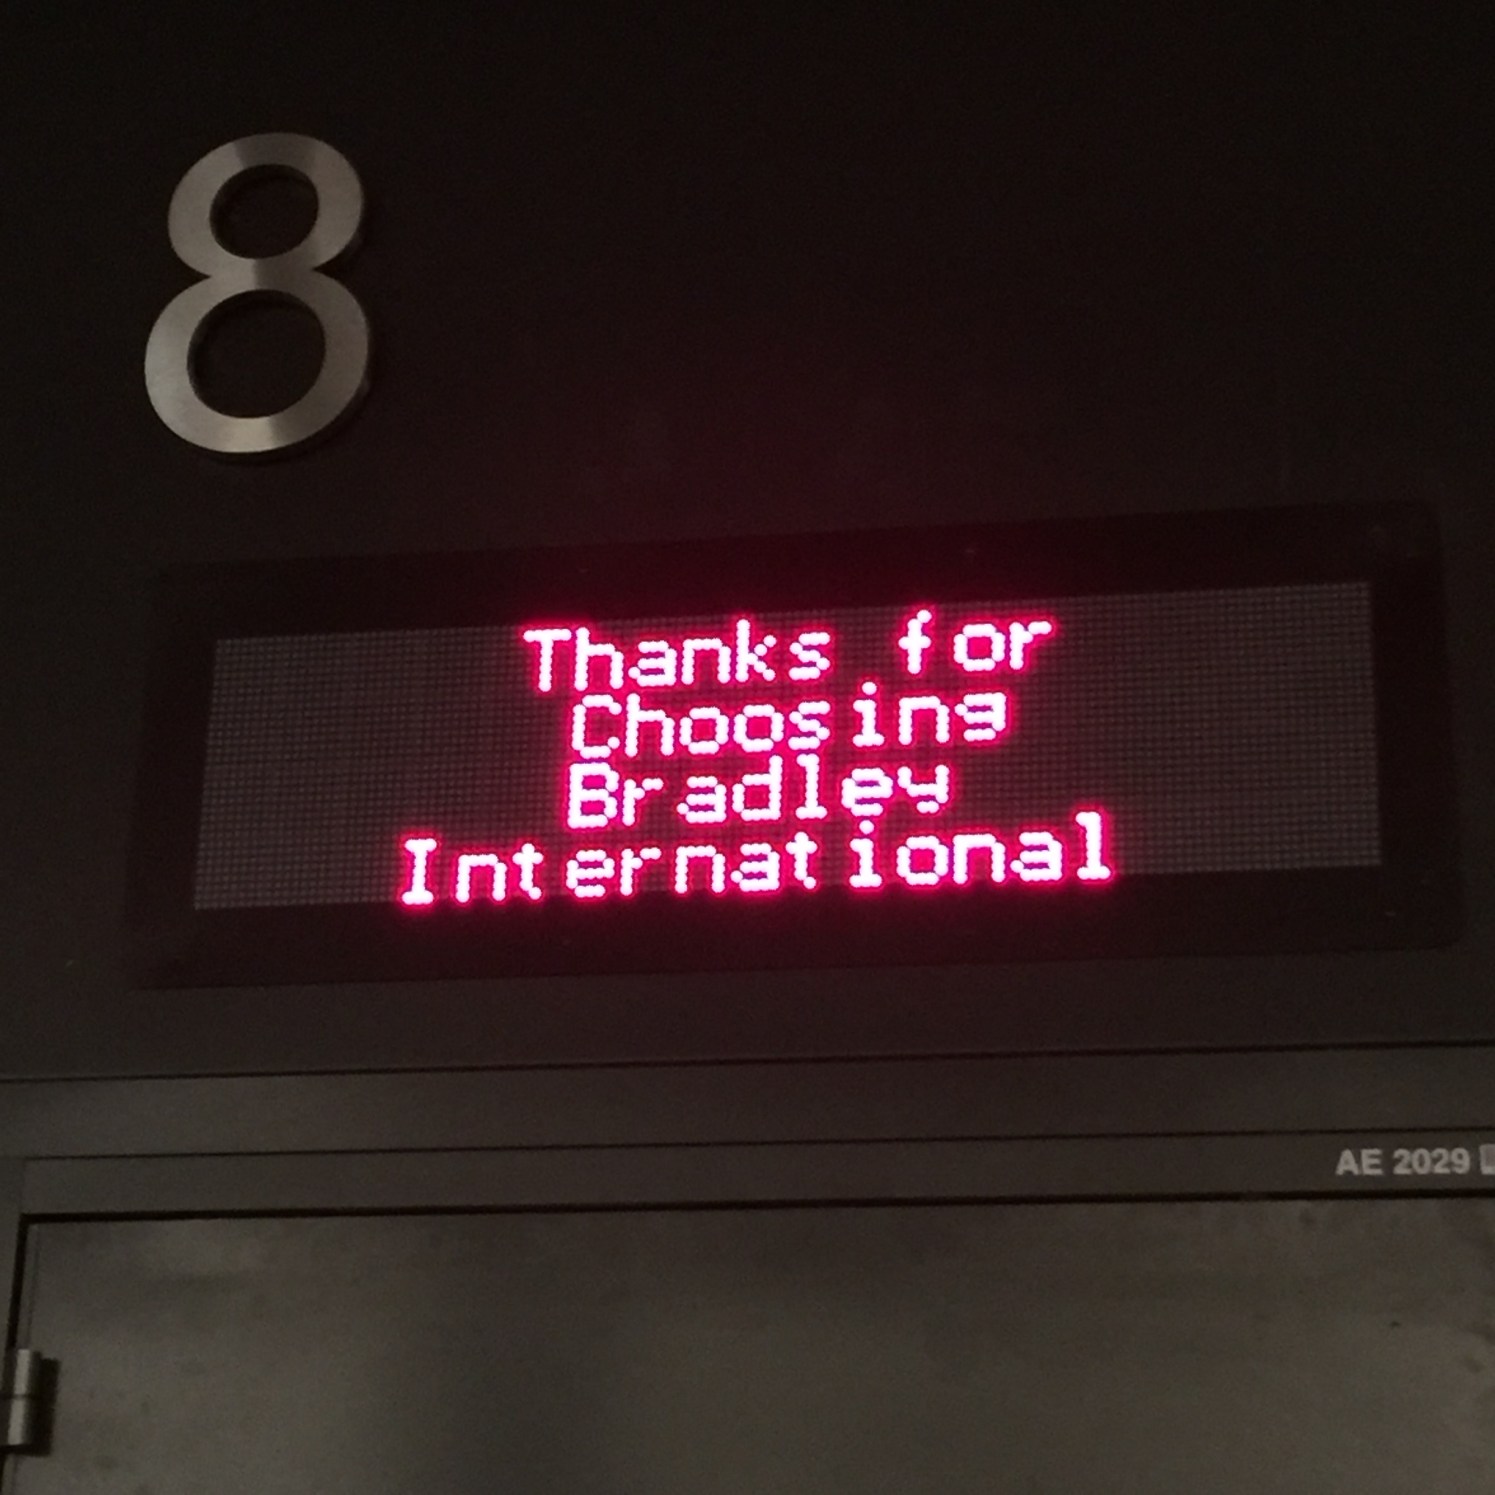 8
Thanks for
Choosing
Bradley
International
AE 2029